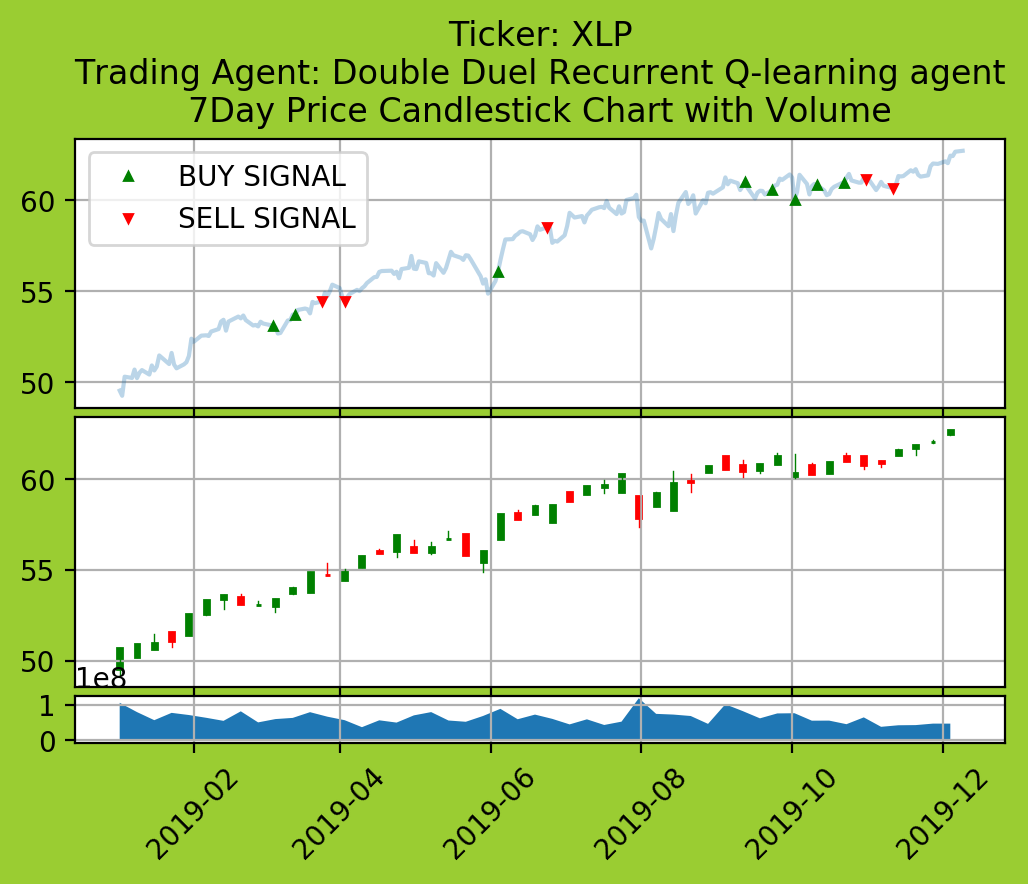 Ticker: XLP
Trading Agent: Double Duel Recurrent Q-learning agent
7Day Price Candlestick Chart with Volume
BUY SIGNAL
SELL SIGNAL
60
55
50
60
55
50
1e8
1
0
2019-02
2019-04
2019-06
2019-08
2019-10
2019-12